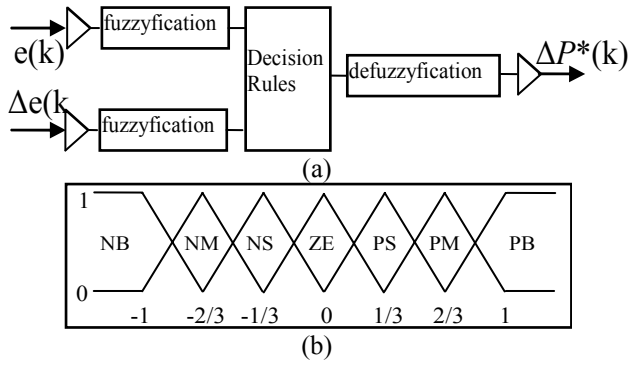 fuzzyfication
e(k)
Decision
Rules
defuzzyfication
ΔP*(k)
Δe(k
fuzzyfication
(a)
1
NB NM NS ZE PS PM PB
0
-1 -2/3 -1/3 0 1/3 2/3 1
(b)